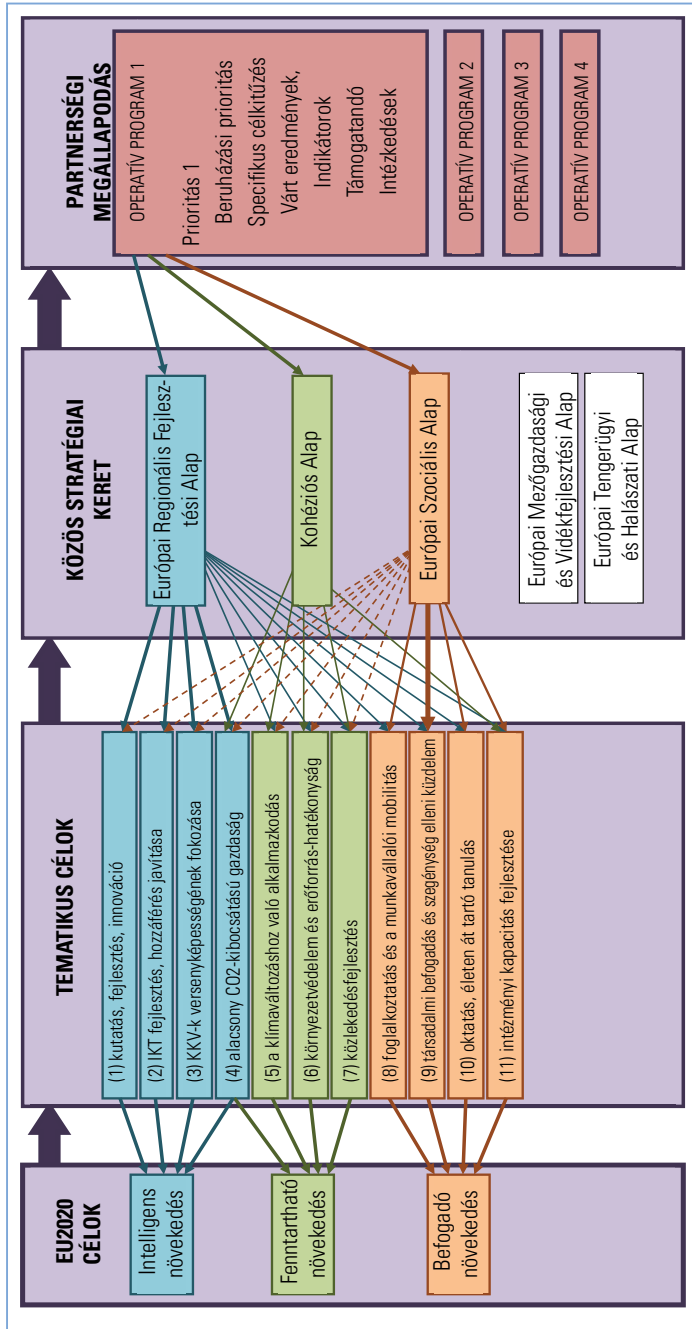 EU2020
CÉLOK
Intelligens
növekedés
Fenntartható
növekedés
Befogadó
növekedés
TEMATIKUS CÉLOK
(1) kutatás, fejlesztés, innováció
(2) IKT fejlesztés, hozzáférés javítása
(3) KKV-k versenyképességének fokozása
(4) alacsony CO2-kibocsátású gazdaság
(5) a klímaváltozáshoz való alkalmazkodás
(6) környezetvédelem és erőforrás-hatékonyság
(7) közlekedésfejlesztés
(8) foglalkoztatás és a munkavállalói mobilitás
(9) társadalmi befogadás és szegénység elleni küzdelem
(10) oktatás, életen át tartó tanulás
(11) intézményi kapacitás fejlesztése
KÖZÖS STRATÉGIAI
KERET
Európai Regionális Fejlesz-
tési Alap
Kohéziós Alap
Európai Szociális Alap
Európai Mezőgazdasági
és Vidékfejlesztési Alap
Európai Tengerügyi
és Halászati Alap
PARTNERSÉGI
MEGÁLLAPODÁS
OPERATÍV PROGRAM 1
Prioritás 1
Beruházási prioritás
Specifikus célkitűzés
Várt eredmények,
Indikátorok
Támogatandó
Intézkedések
OPERATÍV PROGRAM 2
OPERATÍV PROGRAM 3
OPERATÍV PROGRAM 4